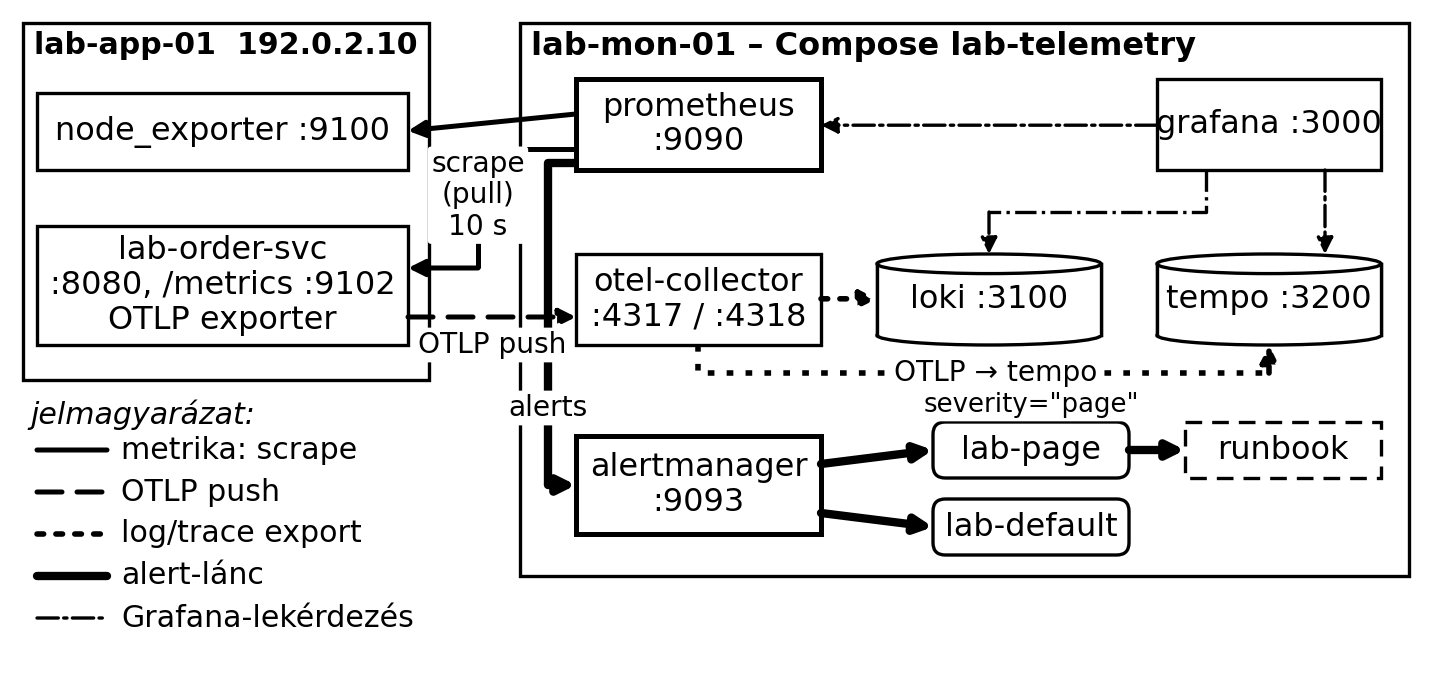 lab-app-01  192.0.2.10
node_exporter :9100
lab-order-svc
:8080, /metrics :9102
OTLP exporter
scrape
(pull)
10 s
OTLP push
alerts
lab-mon-01 – Compose lab-telemetry
prometheus
:9090
grafana :3000
otel-collector
:4317 / :4318
loki :3100
tempo :3200
OTLP → tempo
severity="page"
alertmanager
:9093
lab-page
runbook
lab-default
jelmagyarázat:
metrika: scrape
OTLP push
log/trace export
alert-lánc
Grafana-lekérdezés